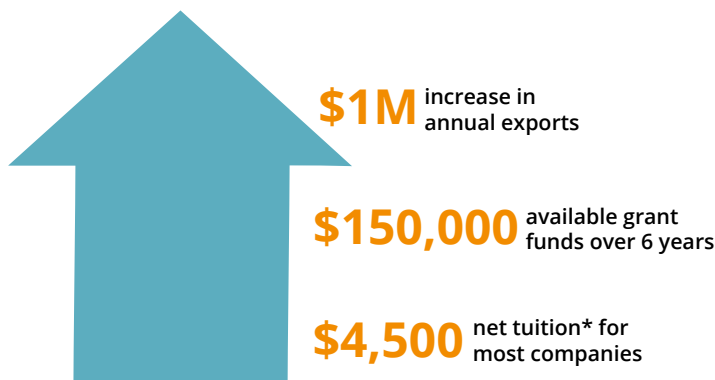 $1M increase in
annual exports
$150,000 available grant
funds over 6 years
$4,500 net tuition* for
most companies